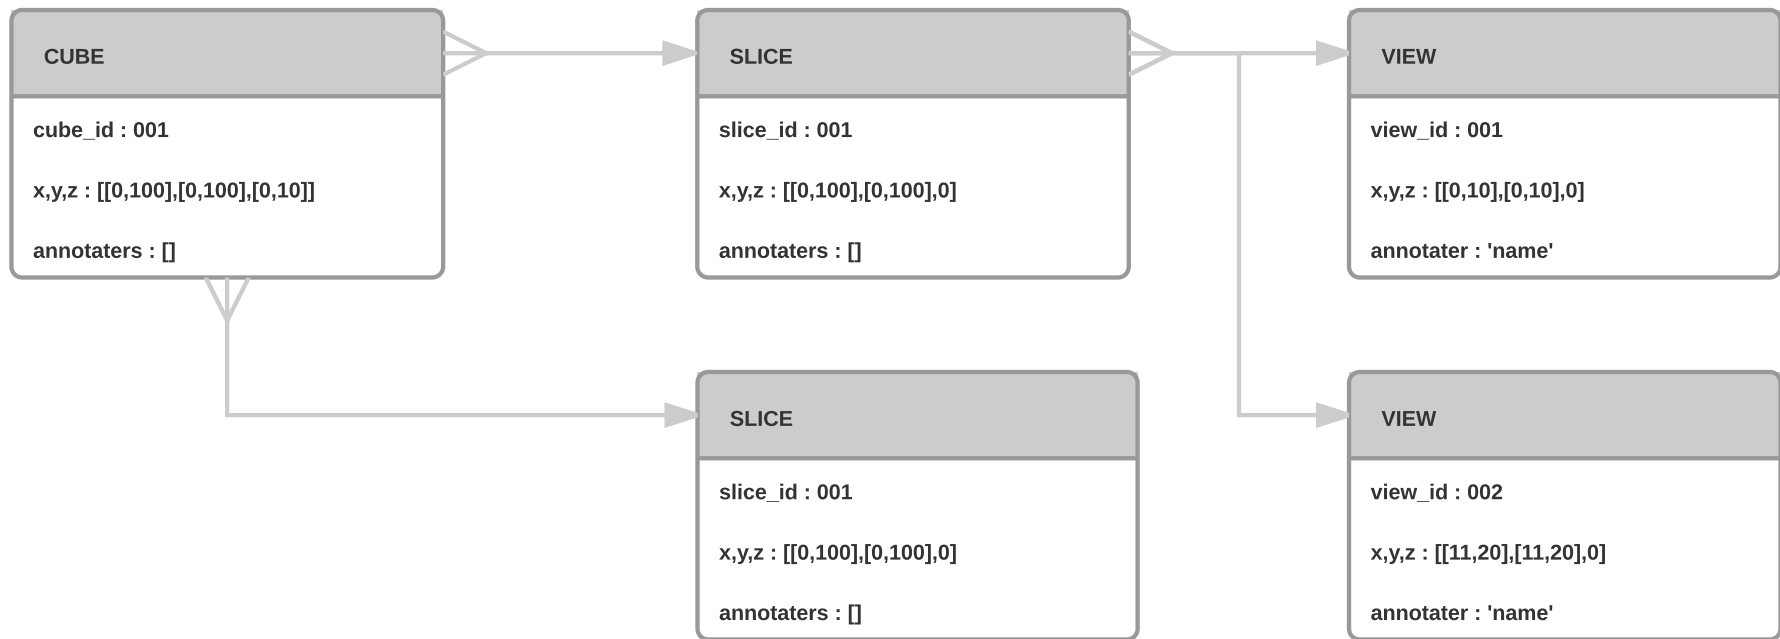 CUBE
cube_id : 001
x,y,z : [[0,100],[0,100],[0,10]]
annotaters : []
SLICE
slice_id : 001
x,y,z : [[0,100],[0,100],0]
annotaters : []
VIEW
view_id : 001
x,y,z : [[0,10],[0,10],0]
annotater : 'name'
SLICE
slice_id : 001
x,y,z : [[0,100],[0,100],0]
annotaters : []
VIEW
view_id : 002
x,y,z : [[11,20],[11,20],0]
annotater : 'name'